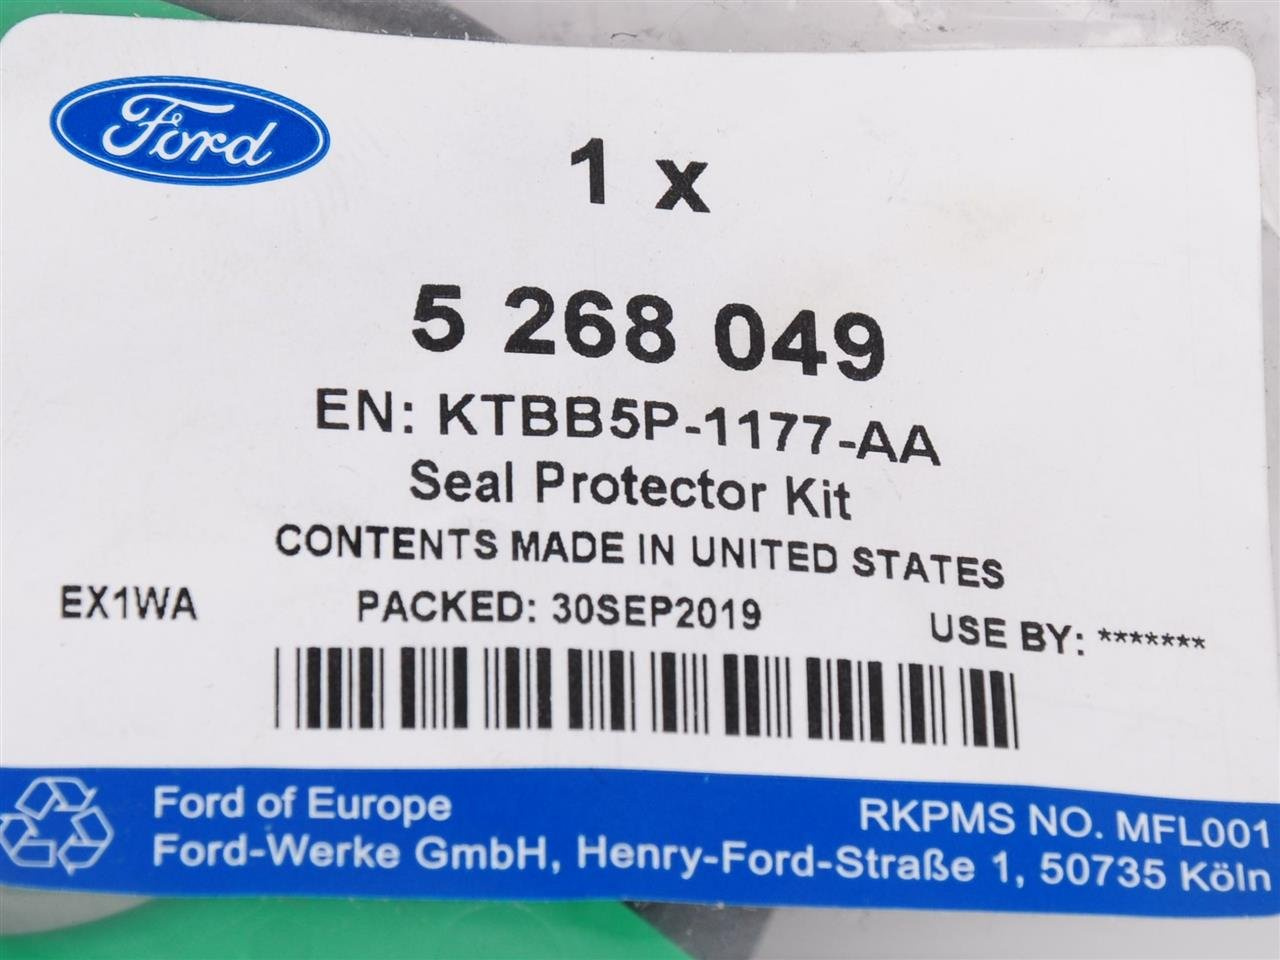 Ford
1 x
5 268 049
EN: KTBB5P-1177-AA
Seal Protector Kit
CONTENTS MADE IN UNITED STATES
EX1WA PACKED: 30SEP2019 USE BY: *******
Ford of Europe RKPMS NO. MFL001
Ford-Werke GmbH, Henry-Ford-Straße 1, 50735 Köln